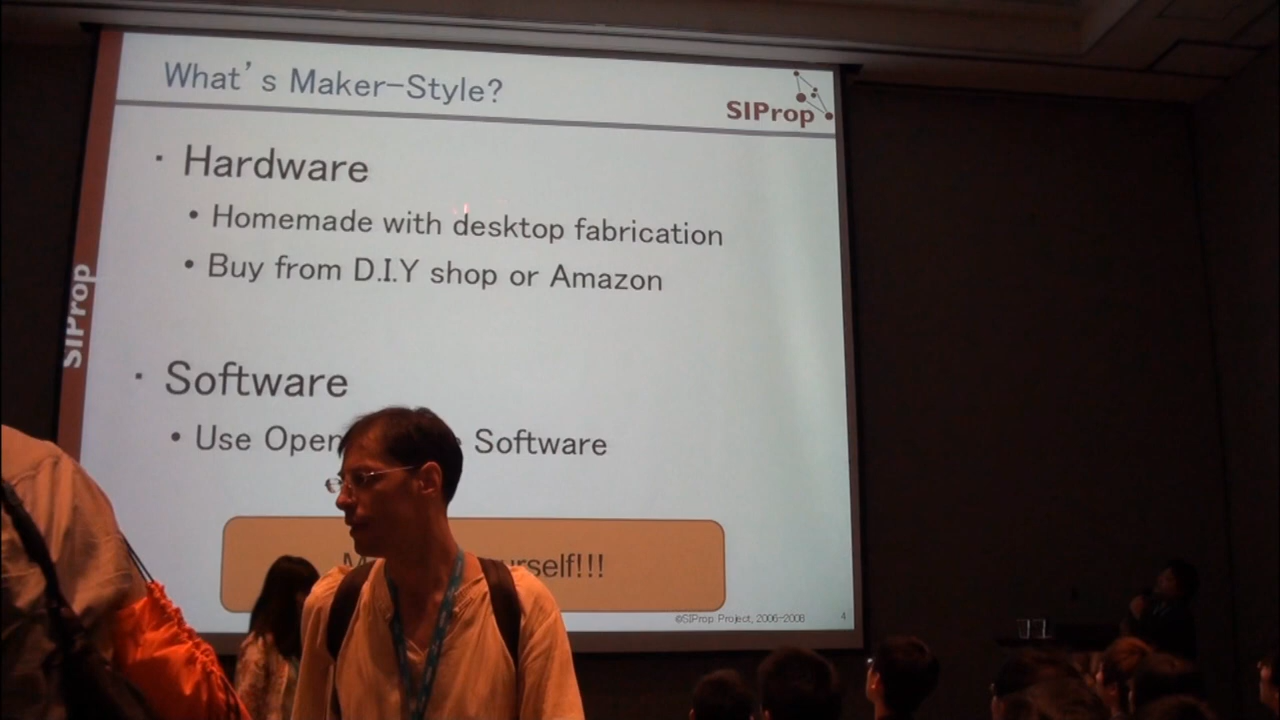 What's Maker-Style?
SIProp
・Hardware
• Homemade with desktop fabrication
• Buy from D.I.Y shop or Amazon
SIProp
・Software
• Use Open Software
urself!!!
©SIProp Project, 2006-2008
4